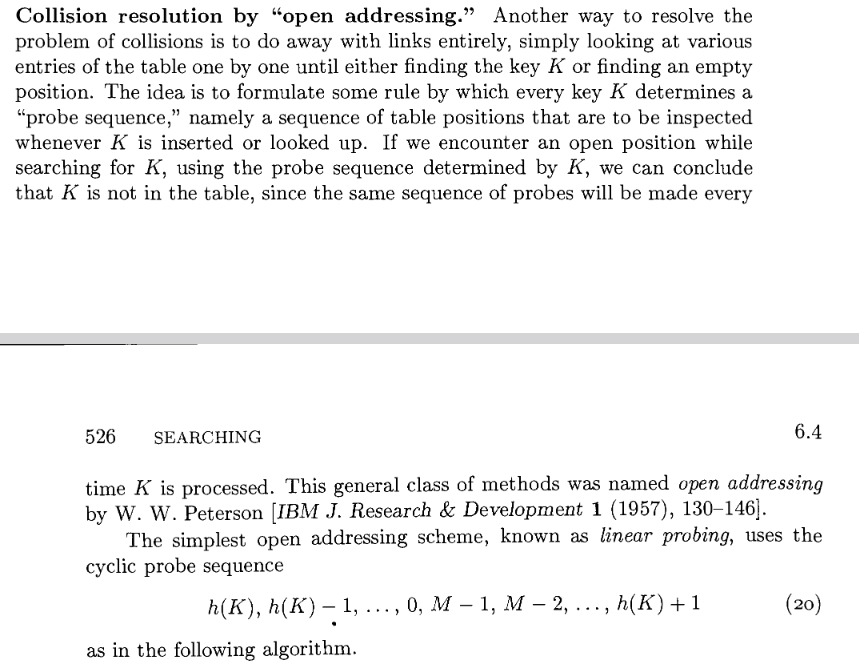 Collision resolution by “open addressing.” Another way to resolve the
problem of collisions is to do away with links entirely, simply looking at various
entries of the table one by one until either finding the key K or finding an empty
position. The idea is to formulate some rule by which every key K determines a
“probe sequence,” namely a sequence of table positions that are to be inspected
whenever K is inserted or looked up. If we encounter an open position while
searching for K, using the probe sequence determined by K, we can conclude
that K is not in the table, since the same sequence of probes will be made every
526 SEARCHING 6.4
time K is processed. This general class of methods was named open addressing
by W. W. Peterson [IBM J. Research & Development 1 (1957), 130–146].
The simplest open addressing scheme, known as linear probing, uses the
cyclic probe sequence
h(K), h(K) − 1, ..., 0, M − 1, M − 2, ..., h(K) + 1 (20)
as in the following algorithm.